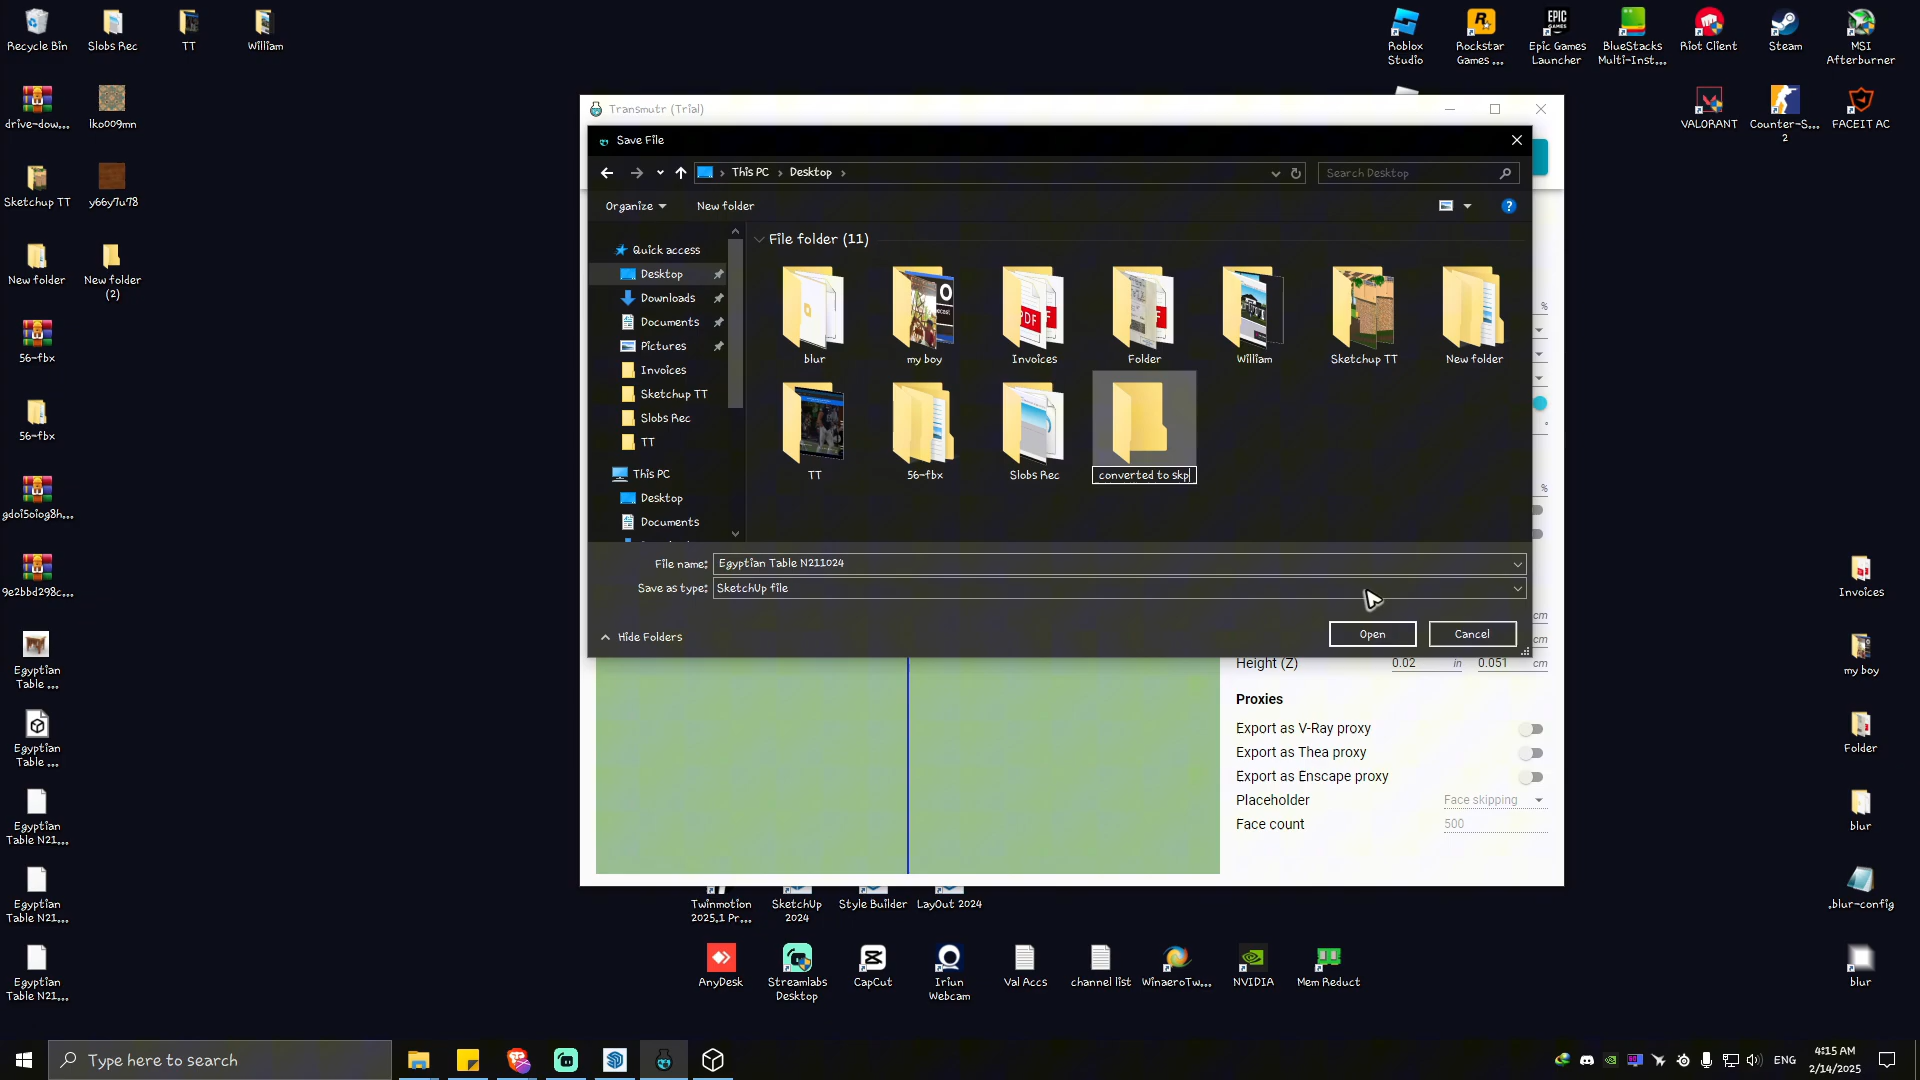 Recycle Bin
Slobs Rec
TT
William
drive-dow...
lko009mn
Sketchup TT
y66y7u78
New folder
New folder
(2)
56-fbx
56-fbx
gdoi5oiog8h...
9e2bbd298c...
Egyptian
Table ...
Egyptian
Table ...
Egyptian
Table N21...
Egyptian
Table N21...
Egyptian
Table N21...
Roblox
Studio
Rockstar
Games ...
Epic Games
Launcher
BlueStacks
Multi-Inst...
Riot Client
Steam
MSI
Afterburner
VALORANT
Counter-S...
2
FACEIT AC
Invoices
my boy
Folder
blur
.blur-config
blur
Transmutr (Trial)
Save File
This PC
Desktop
Search Desktop
Organize
New folder
Quick access
Desktop
Downloads
Documents
Pictures
Invoices
Sketchup TT
Slobs Rec
TT
This PC
Desktop
Documents
File folder (11)
blur
my boy
Invoices
Folder
William
Sketchup TT
New folder
TT
56-fbx
Slobs Rec
converted to skp
File name: Egyptian Table N211024
Save as type: SketchUp file
Hide Folders
Open
Cancel
%
%
cm
cm
Height (Z) 0.02 in 0.051 cm
Proxies
Export as V-Ray proxy
Export as Thea proxy
Export as Enscape proxy
Placeholder Face skipping
Face count 500
Twinmotion
2025.1 Pr...
SketchUp
2024
Style Builder
LayOut 2024
AnyDesk
Streamlabs
Desktop
CapCut
Iriun
Webcam
Val Accs
channel list
WinaeroTw...
NVIDIA
Mem Reduct
Type here to search
ENG
4:15 AM
2/14/2025